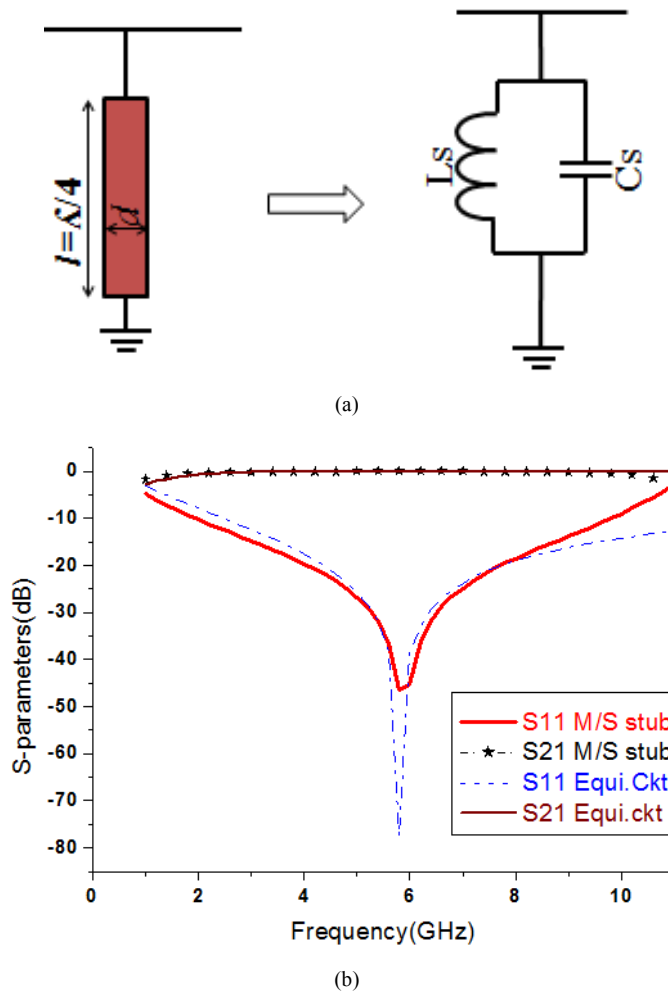 l=ʎ/4
d
Ls
Cs
(a)
0
-10
-20
-30
-40
-50
-60
-70
-80
S-parameters(dB)
S11 M/S stub
S21 M/S stub
S11 Equi.Ckt
S21 Equi.ckt
0 2 4 6 8 10
Frequency(GHz)
(b)